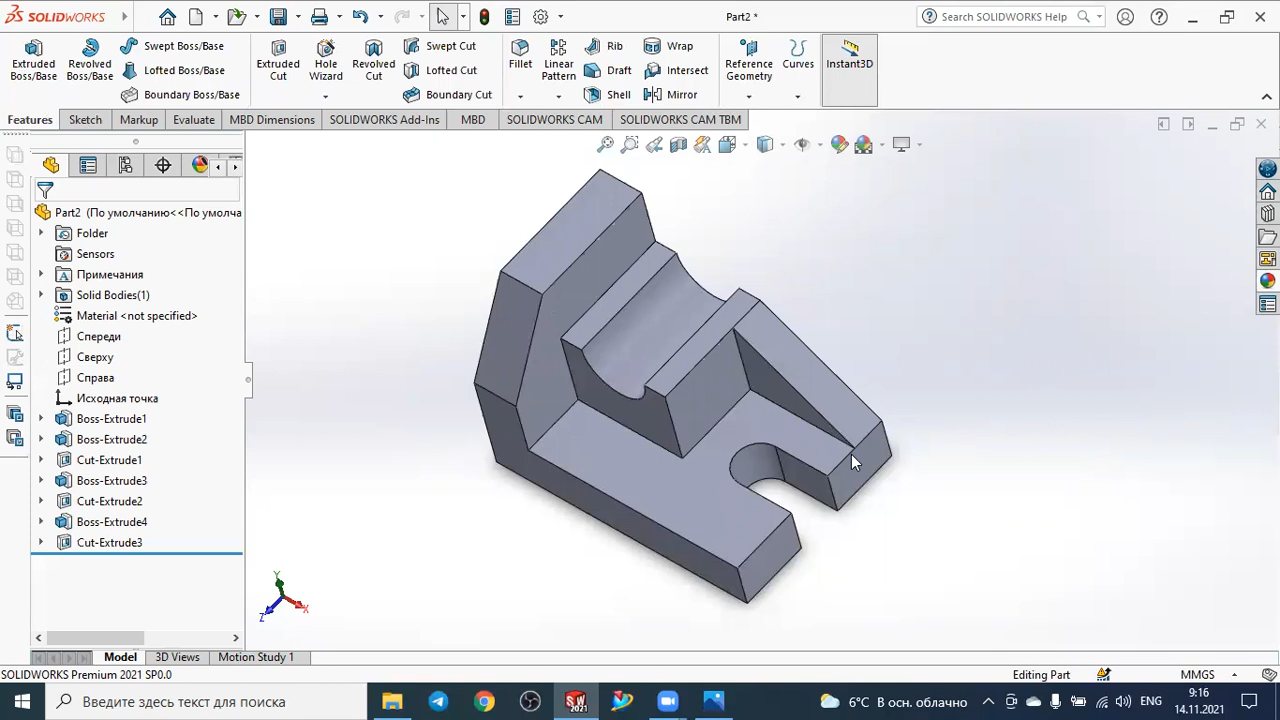 SOLIDWORKS
Part2 *
Search SOLIDWORKS Help
Extruded Boss/Base
Revolved Boss/Base
Swept Boss/Base
Lofted Boss/Base
Boundary Boss/Base
Extruded Cut
Hole Wizard
Revolved Cut
Swept Cut
Lofted Cut
Boundary Cut
Fillet
Linear Pattern
Rib
Draft
Shell
Wrap
Intersect
Mirror
Reference Geometry
Curves
Instant3D
Features
Sketch
Markup
Evaluate
MBD Dimensions
SOLIDWORKS Add-Ins
MBD
SOLIDWORKS CAM
SOLIDWORKS CAM TBM
Part2 (По умолчанию<<По умолча
Folder
Sensors
Примечания
Solid Bodies(1)
Material <not specified>
Спереди
Сверху
Справа
Исходная точка
Boss-Extrude1
Boss-Extrude2
Cut-Extrude1
Boss-Extrude3
Cut-Extrude2
Boss-Extrude4
Cut-Extrude3
Y
Z
X
Model
3D Views
Motion Study 1
SOLIDWORKS Premium 2021 SP0.0
Editing Part
MMGS
Введите здесь текст для поиска
SW
2021
6°C В осн. облачно
ENG
9:16
14.11.2021